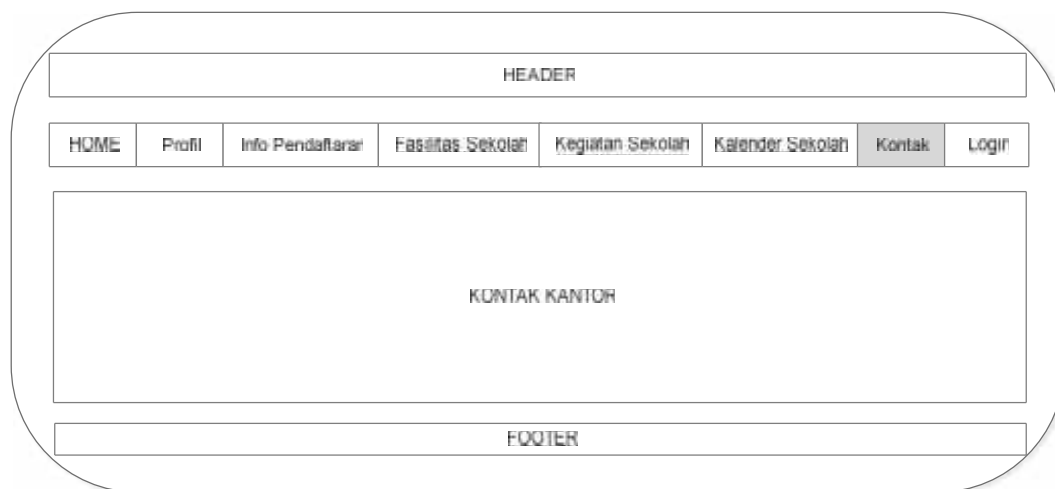 HEADER
HOME Profil Info Pendaftaran Fasilitas Sekolah Kegiatan Sekolah Kalender Sekolah Kontak Login
KONTAK KANTOR
FOOTER